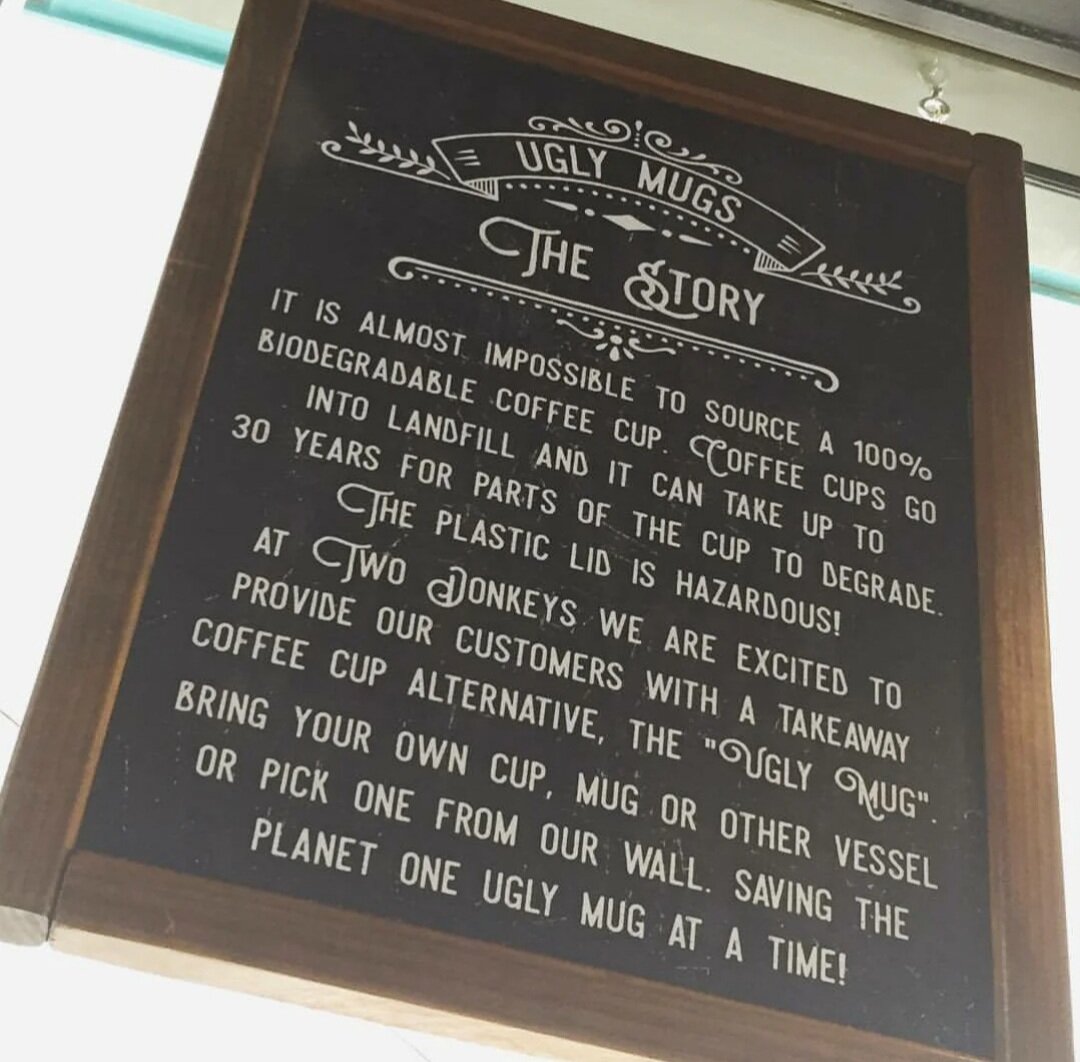 UGLY MUGS
THE STORY
IT IS ALMOST IMPOSSIBLE TO SOURCE A 100%
BIODEGRADABLE COFFEE CUP. COFFEE CUPS GO
INTO LANDFILL AND IT CAN TAKE UP TO
30 YEARS FOR PARTS OF THE CUP TO DEGRADE.
THE PLASTIC LID IS HAZARDOUS!
AT TWO DONKEYS WE ARE EXCITED TO
PROVIDE OUR CUSTOMERS WITH A TAKEAWAY
COFFEE CUP ALTERNATIVE, THE "UGLY MUG".
BRING YOUR OWN CUP, MUG OR OTHER VESSEL
OR PICK ONE FROM OUR WALL. SAVING THE
PLANET ONE UGLY MUG AT A TIME!